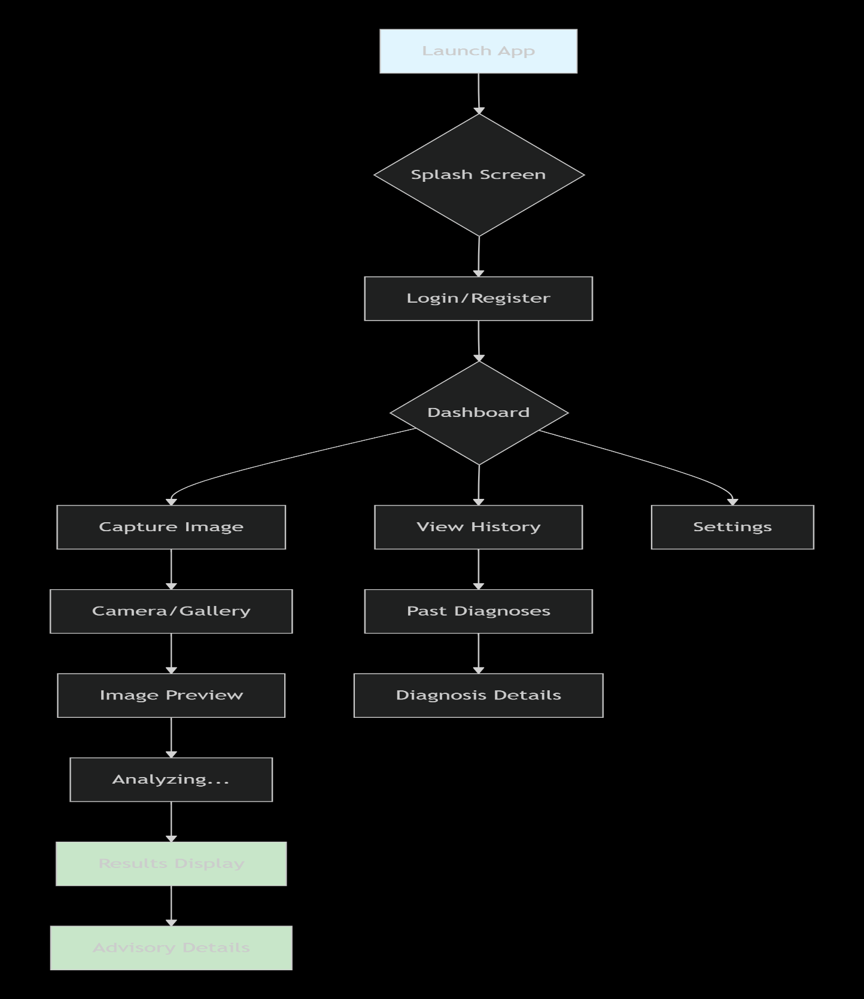 Launch App
Splash Screen
Login/Register
Dashboard
Capture Image
View History
Settings
Camera/Gallery
Past Diagnoses
Image Preview
Diagnosis Details
Analyzing...
Results Display
Advisory Details